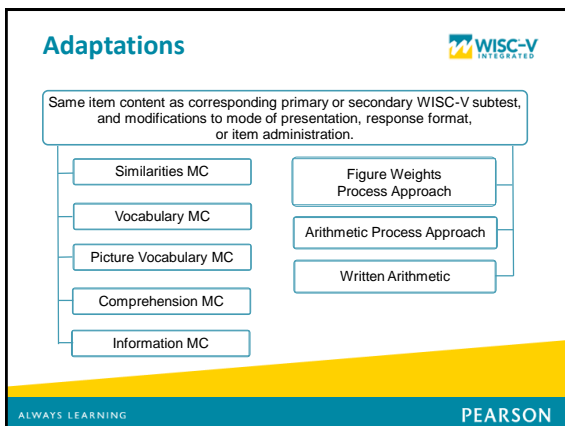 Adaptations
WISC-V
INTEGRATED
Same item content as corresponding primary or secondary WISC-V subtest,
and modifications to mode of presentation, response format,
or item administration.
Similarities MC
Vocabulary MC
Picture Vocabulary MC
Comprehension MC
Information MC
Figure Weights
Process Approach
Arithmetic Process Approach
Written Arithmetic
ALWAYS LEARNING
PEARSON